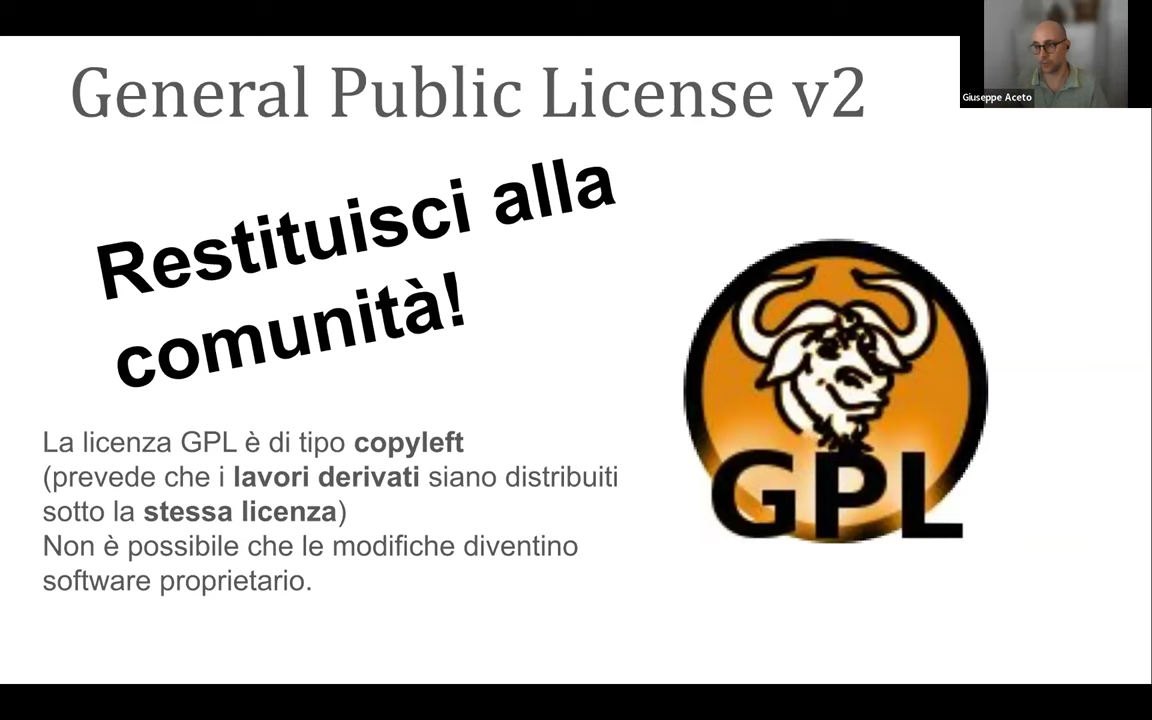 General Public License v2
Giuseppe Aceto
Restituisci alla
comunità!
La licenza GPL è di tipo copyleft
(prevede che i lavori derivati siano distribuiti
sotto la stessa licenza)
Non è possibile che le modifiche diventino
software proprietario.
GPL